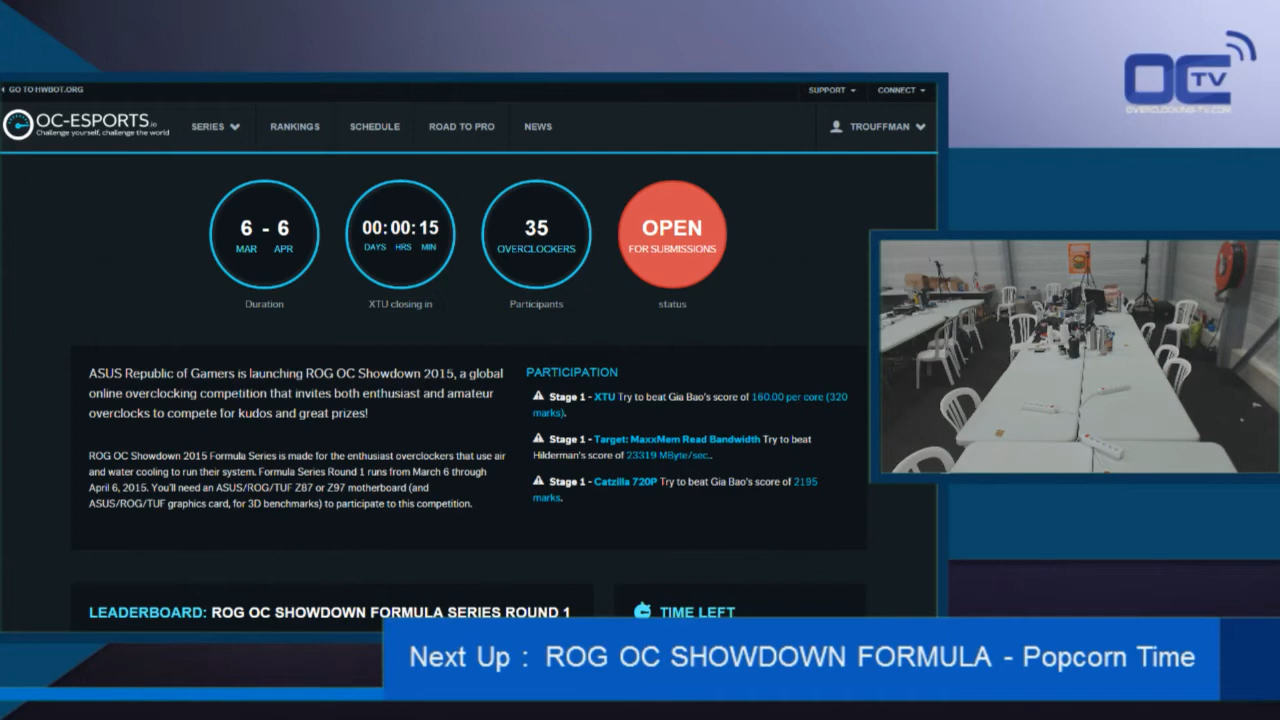 OC TV
OVERCLOCKING-TV.COM
GO TO HWBOT.ORG
SUPPORT
CONNECT
OC-ESPORTS.io
Challenge yourself, challenge the world
SERIES
RANKINGS
SCHEDULE
ROAD TO PRO
NEWS
TROUFFMAN
6 - 6
MAR APR
Duration
00:00:15
DAYS HRS MIN
XTU closing in
35
OVERCLOCKERS
Participants
OPEN
FOR SUBMISSIONS
status
ASUS Republic of Gamers is launching ROG OC Showdown 2015, a global
online overclocking competition that invites both enthusiast and amateur
overclocks to compete for kudos and great prizes!
ROG OC Showdown 2015 Formula Series is made for the enthusiast overclockers that use air
and water cooling to run their system. Formula Series Round 1 runs from March 6 through
April 6, 2015. You'll need an ASUS/ROG/TUF Z87 or Z97 motherboard (and
ASUS/ROG/TUF graphics card, for 3D benchmarks) to participate to this competition.
PARTICIPATION
Stage 1 - XTU Try to beat Gia Bao's score of 160.00 per core (320
marks).
Stage 1 - Target: MaxxMem Read Bandwidth Try to beat
Hilderman's score of 23319 MByte/sec..
Stage 1 - Catzilla 720P Try to beat Gia Bao's score of 2195
marks.
LEADERBOARD: ROG OC SHOWDOWN FORMULA SERIES ROUND 1
TIME LEFT
Next Up : ROG OC SHOWDOWN FORMULA - Popcorn Time